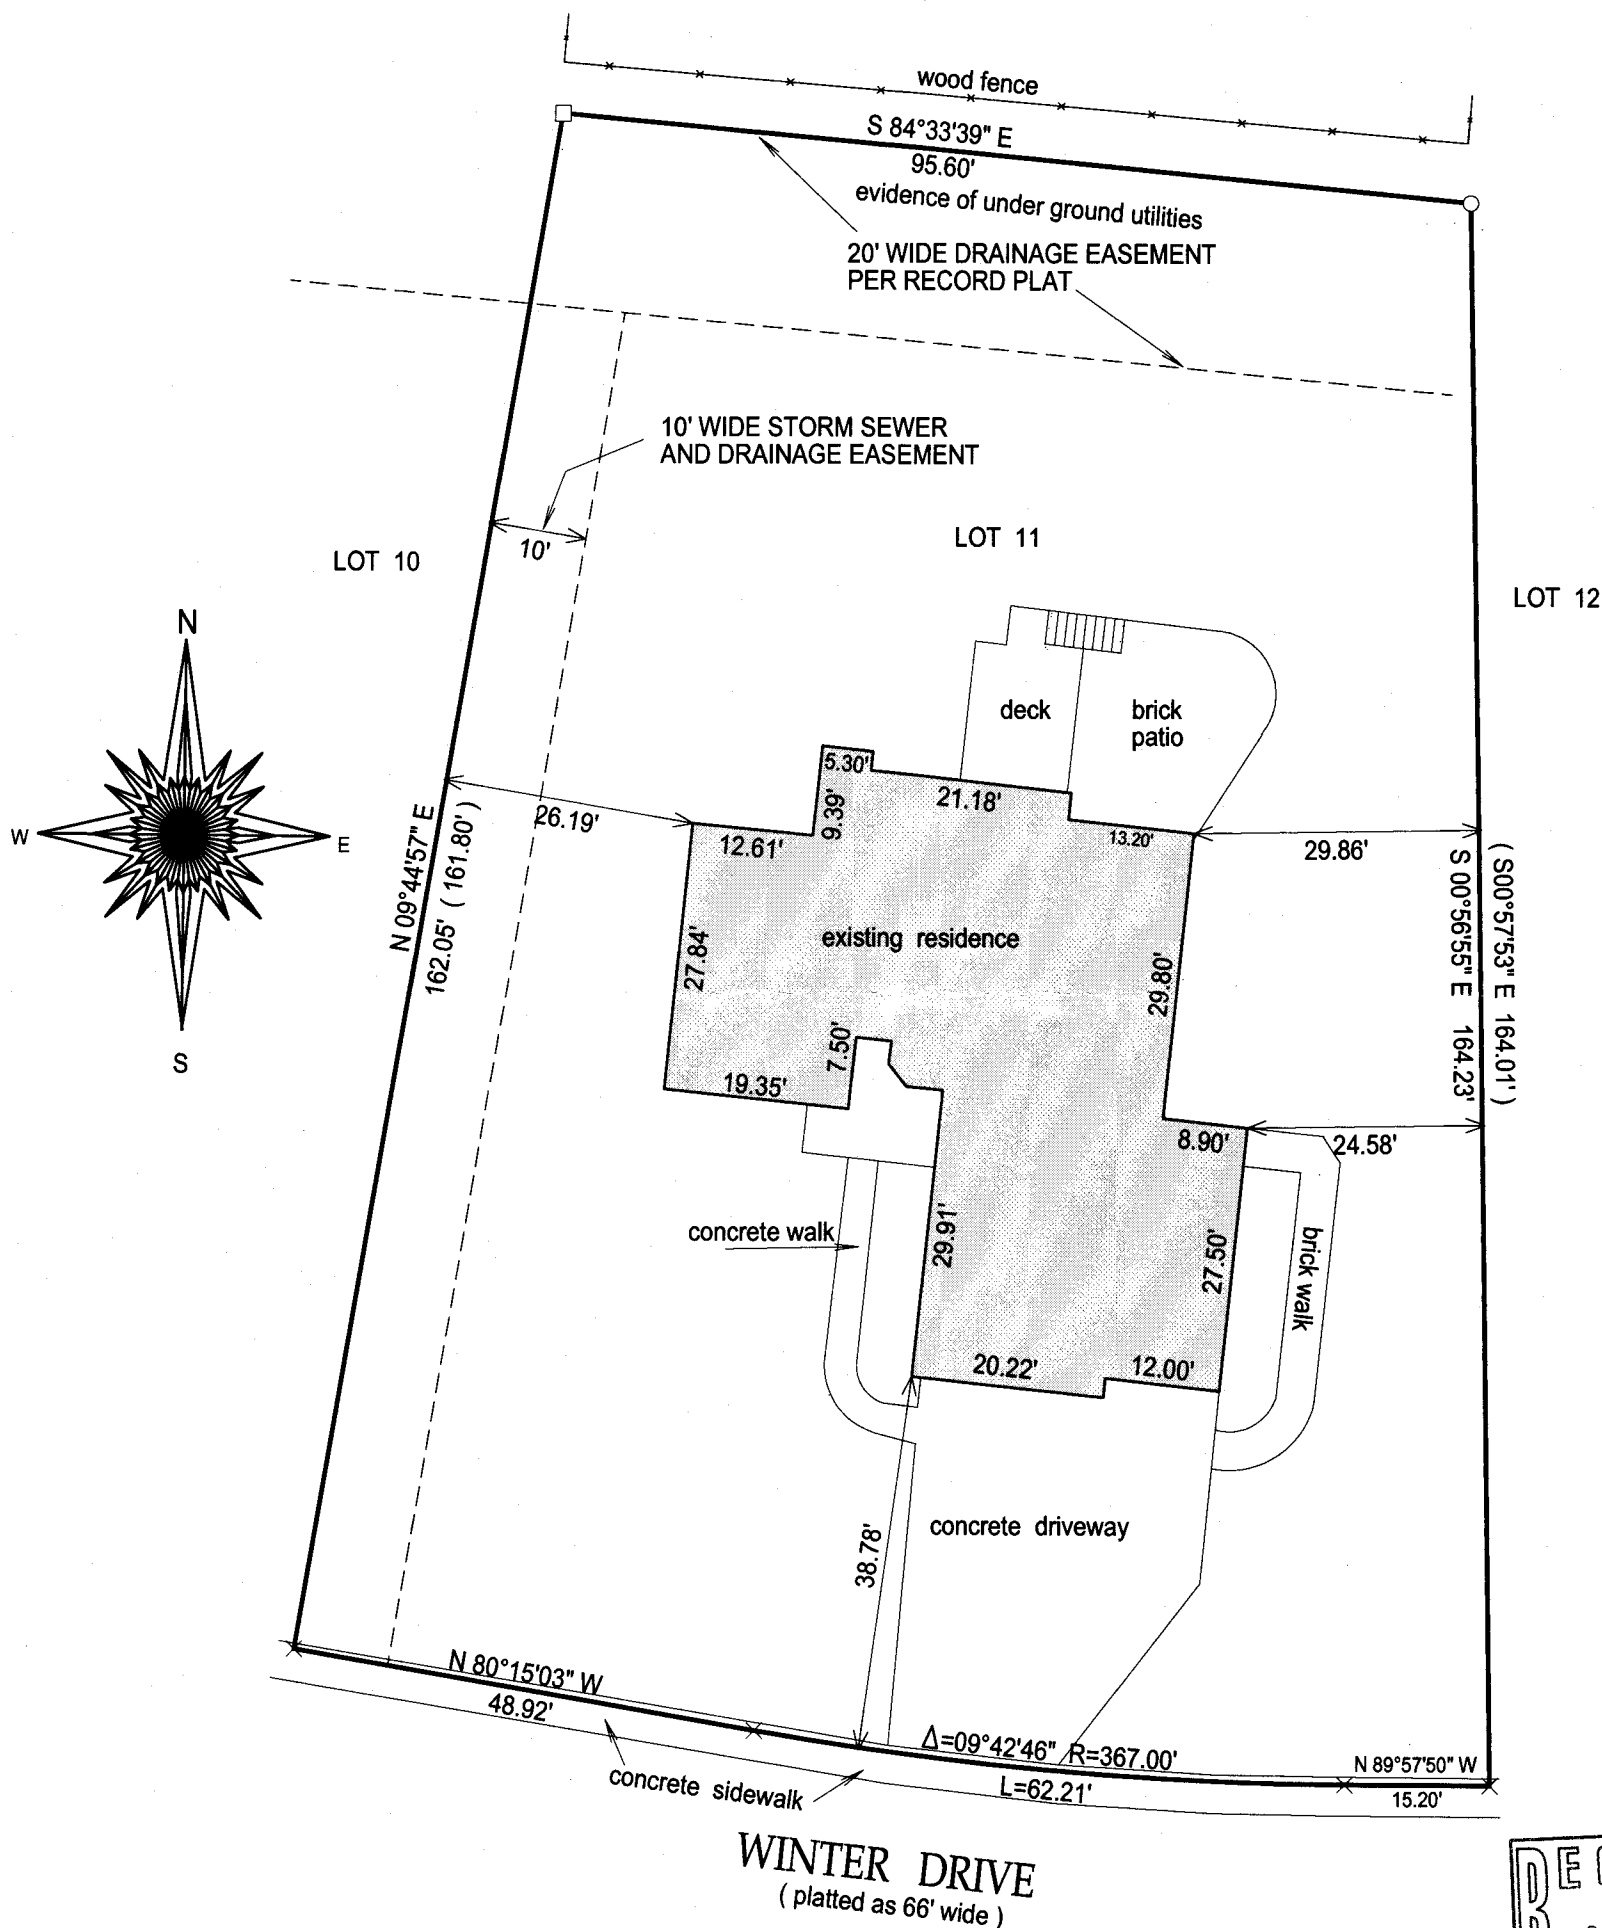 wood fence
S 84°33'39" E
95.60'
evidence of under ground utilities
20' WIDE DRAINAGE EASEMENT
PER RECORD PLAT
10' WIDE STORM SEWER
AND DRAINAGE EASEMENT
10'
LOT 11
LOT 10
LOT 12
N
W
E
S
deck
brick
patio
5.30'
9.39'
21.18'
13.20'
26.19'
12.61'
29.86'
N 09°44'57" E
162.05' ( 161.80' )
S 00°56'55" E 164.23'
( S00°57'53" E 164.01' )
existing residence
27.84'
29.80'
7.50'
19.35'
8.90'
24.58'
concrete walk
29.91'
27.50'
brick walk
20.22'
12.00'
38.78'
concrete driveway
N 80°15'03" W
48.92'
Δ=09°42'46" R=367.00'
L=62.21'
N 89°57'50" W
15.20'
concrete sidewalk
WINTER DRIVE
( platted as 66' wide )